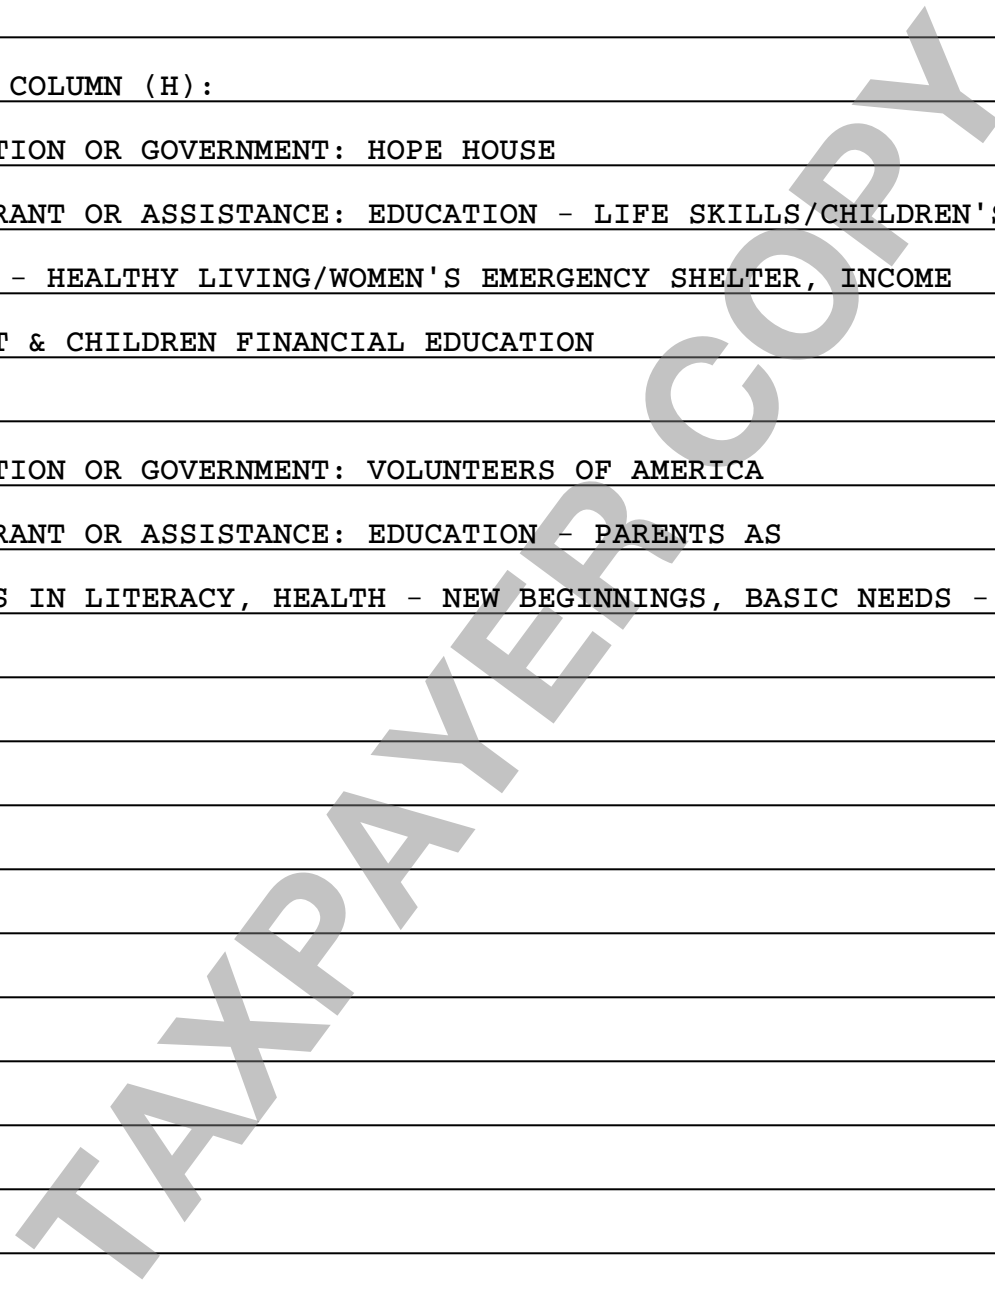 COLUMN (H):
TION OR GOVERNMENT: HOPE HOUSE
RANT OR ASSISTANCE: EDUCATION - LIFE SKILLS/CHILDREN'S
- HEALTHY LIVING/WOMEN'S EMERGENCY SHELTER, INCOME
T & CHILDREN FINANCIAL EDUCATION
TION OR GOVERNMENT: VOLUNTEERS OF AMERICA
RANT OR ASSISTANCE: EDUCATION - PARENTS AS
S IN LITERACY, HEALTH - NEW BEGINNINGS, BASIC NEEDS -
TAXPAYER COPY